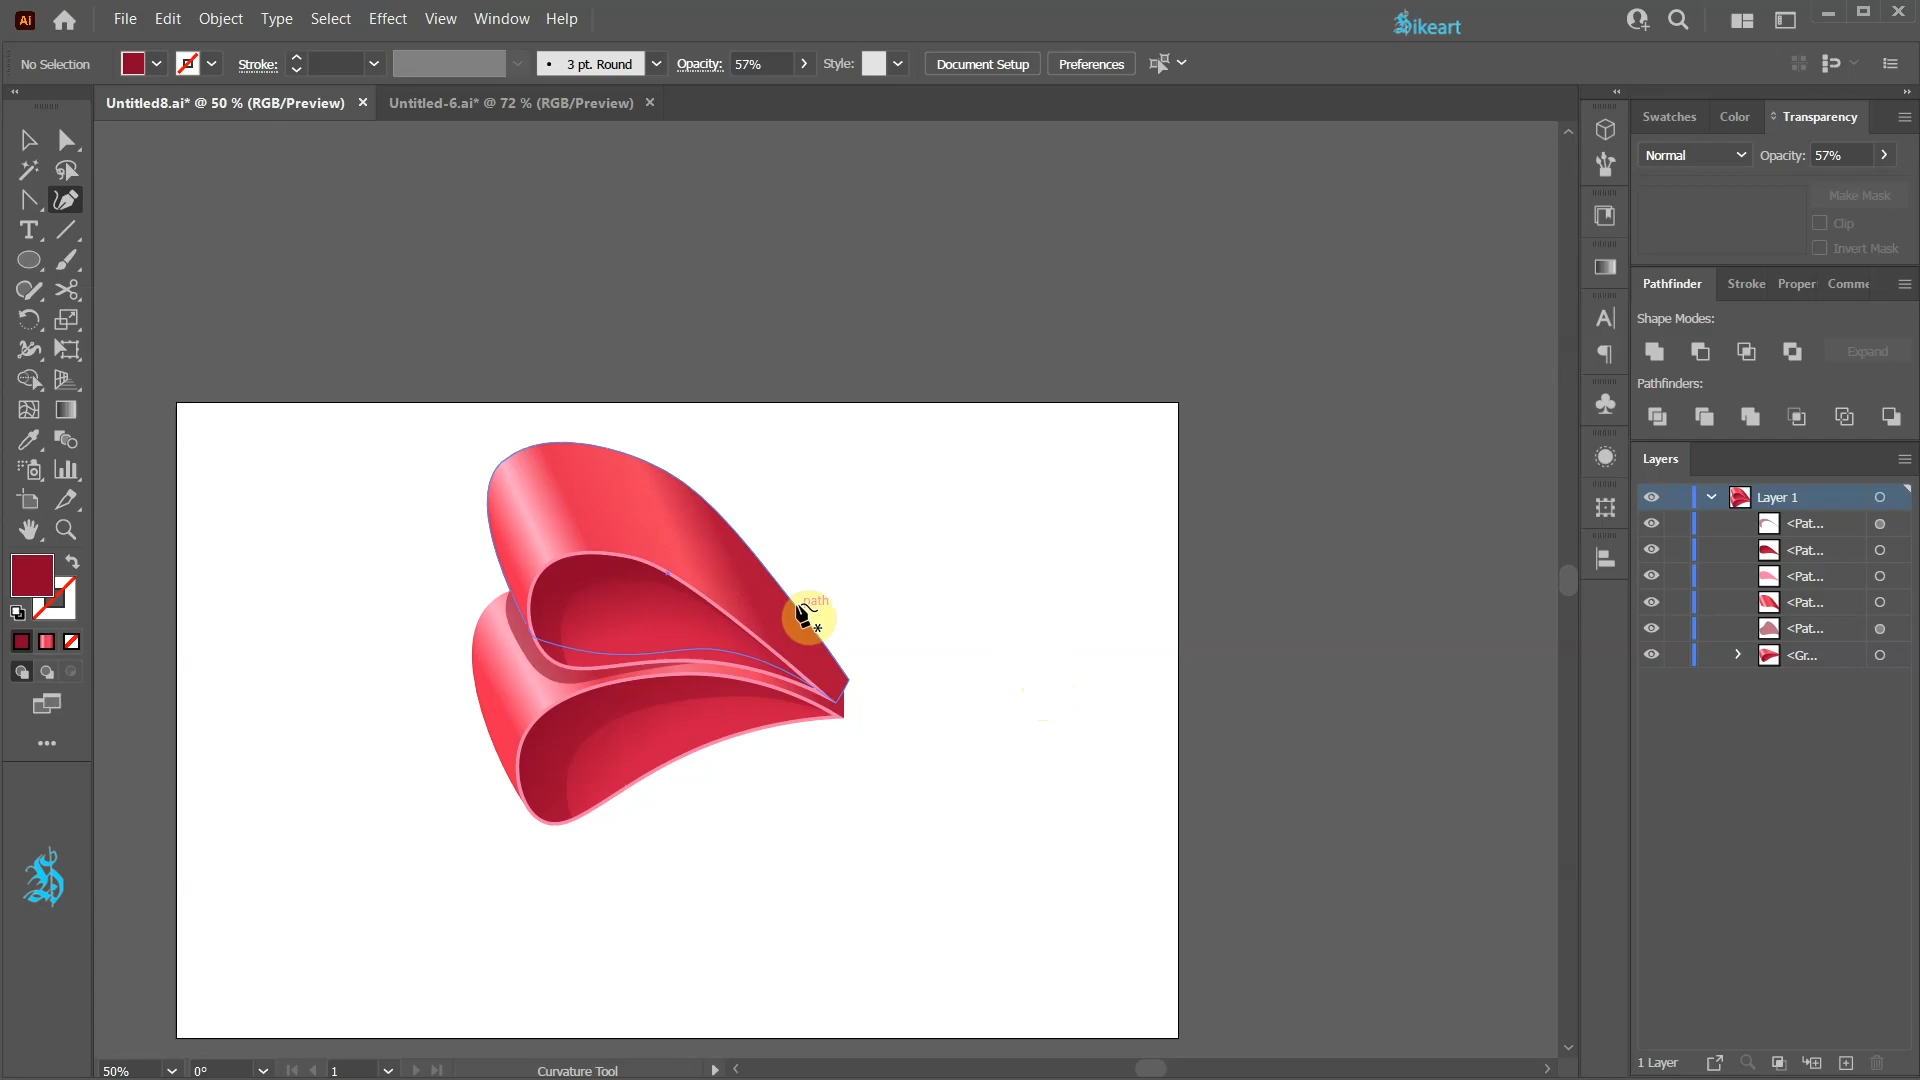 Ai File Edit Object Type Select Effect View Window Help Sikeart
No Selection Stroke: 3 pt. Round Opacity: 57% Style: Document Setup Preferences
Untitled8.ai* @ 50 % (RGB/Preview) × Untitled-6.ai* @ 72 % (RGB/Preview) ×
Swatches Color Transparency
Normal Opacity: 57%
Make Mask
Clip
Invert Mask
Pathfinder Stroke Proper Comme
Shape Modes:
Expand
Pathfinders:
Layers
Layer 1
<Pat...
<Pat...
<Pat...
<Pat...
<Pat...
<Gr...
path
1 Layer
50% 0° 1 Curvature Tool